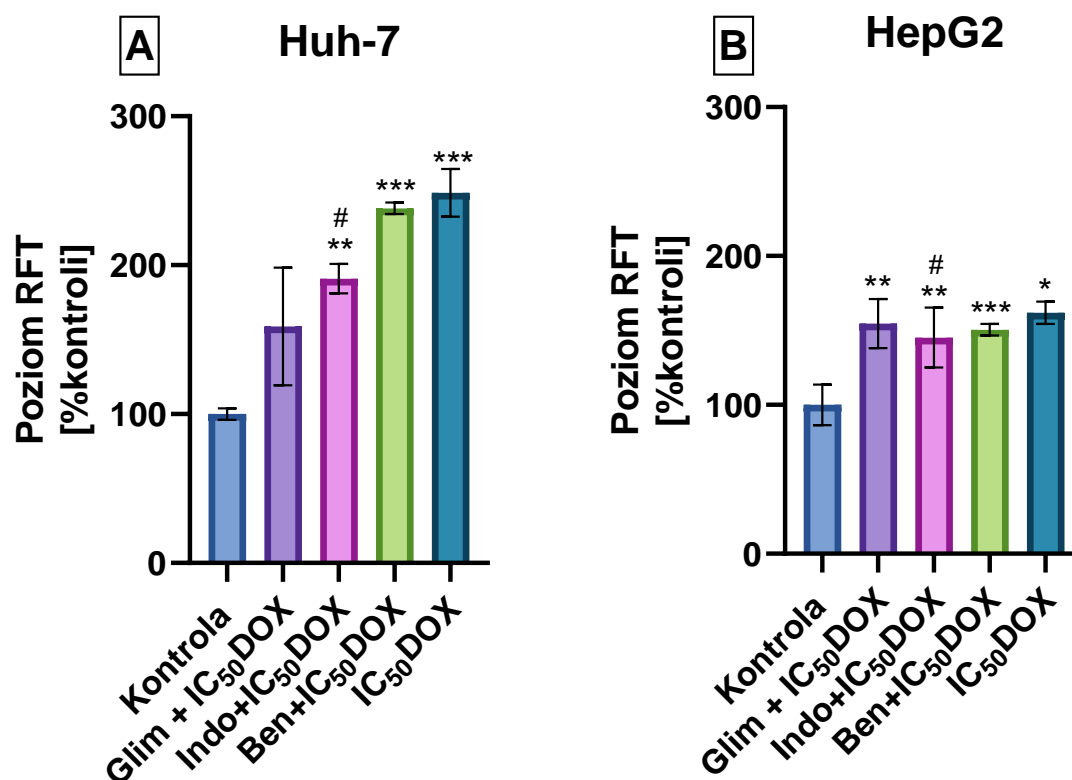 A
Huh-7
Poziom RFT
[%kontroli]
300
200
100
0
***
***
#
**
Kontrola
Glim + IC₅₀DOX
Indo+IC₅₀DOX
Ben+IC₅₀DOX
IC₅₀DOX
B
HepG2
Poziom RFT
[%kontroli]
300
200
100
0
**
#
**
***
*
Kontrola
Glim + IC₅₀DOX
Indo+IC₅₀DOX
Ben+IC₅₀DOX
IC₅₀DOX